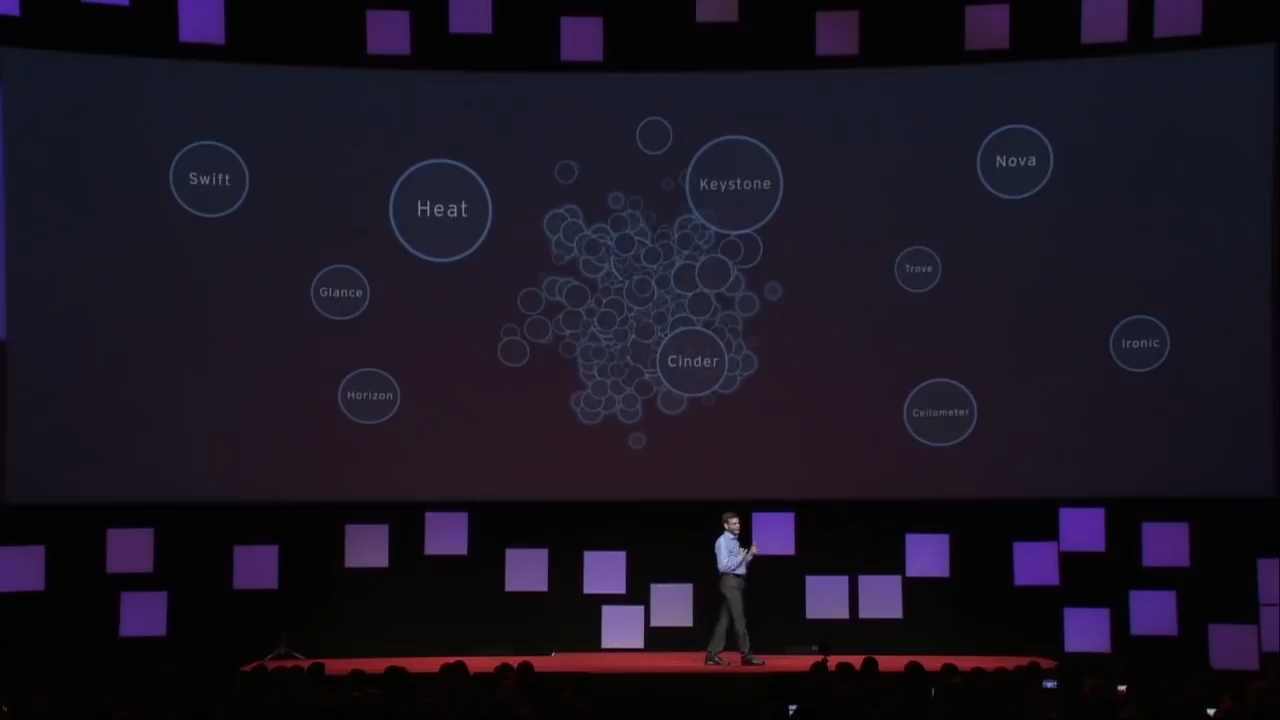 Swift
Heat
Keystone
Nova
Glance
Trove
Cinder
Ironic
Horizon
Ceilometer